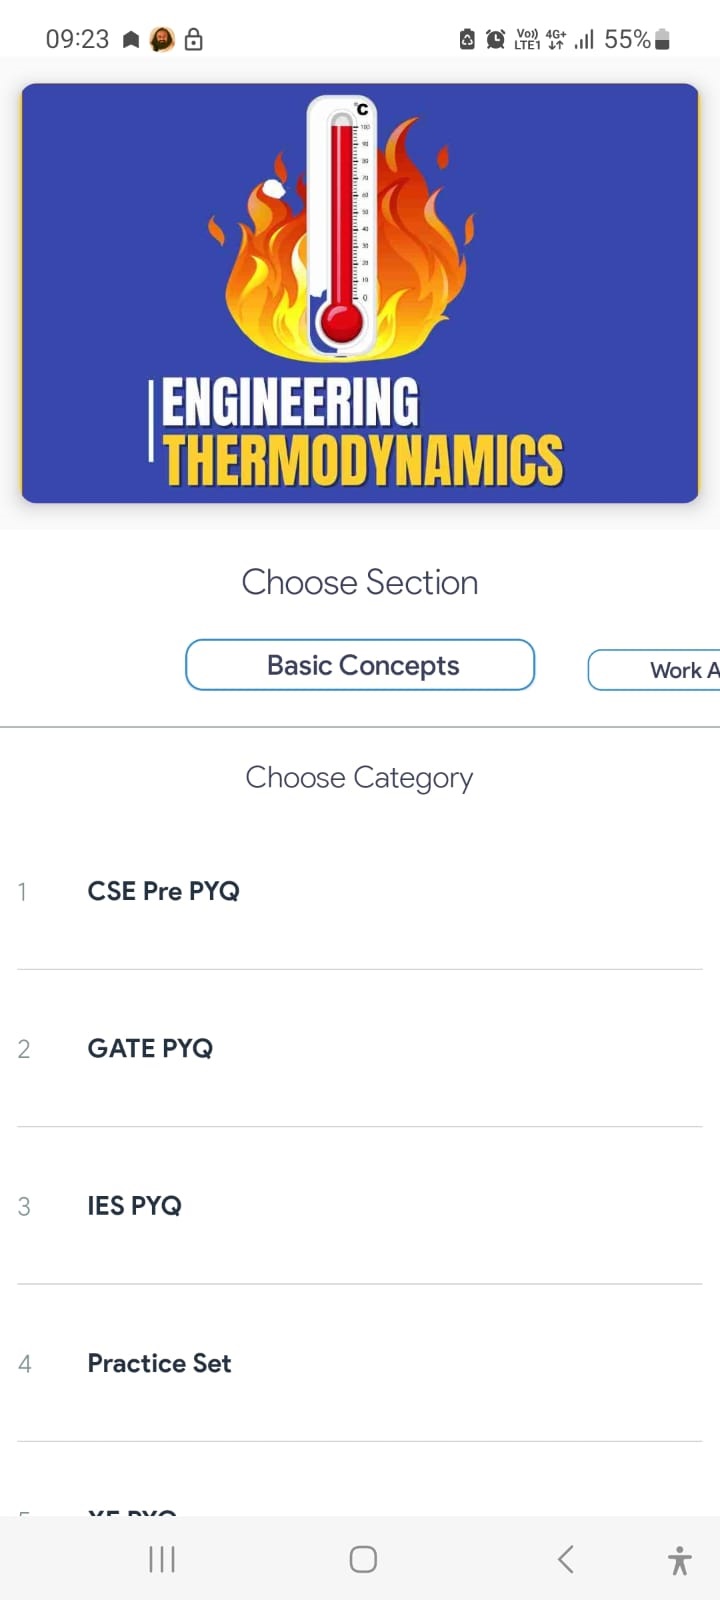 09:23
Vo)) 4G+
LTE1
55%
°C
100
90
80
70
60
50
40
30
20
10
0
ENGINEERING
THERMODYNAMICS
Choose Section
Basic Concepts
Work A
Choose Category
1 CSE Pre PYQ
2 GATE PYQ
3 IES PYQ
4 Practice Set